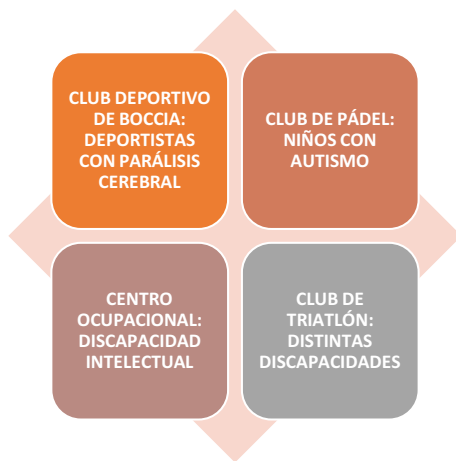 CLUB DEPORTIVO
DE BOCCIA:
DEPORTISTAS
CON PARÁLISIS
CEREBRAL
CLUB DE PÁDEL:
NIÑOS CON
AUTISMO
CENTRO
OCUPACIONAL:
DISCAPACIDAD
INTELECTUAL
CLUB DE
TRIATLÓN:
DISTINTAS
DISCAPACIDADES